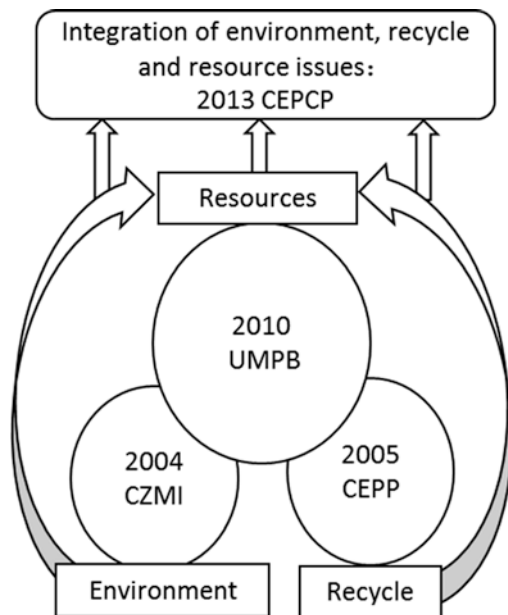 Integration of environment, recycle
and resource issues：
2013 CEPCP
Resources
2010
UMPB
2004
CZMI
2005
CEPP
Environment
Recycle